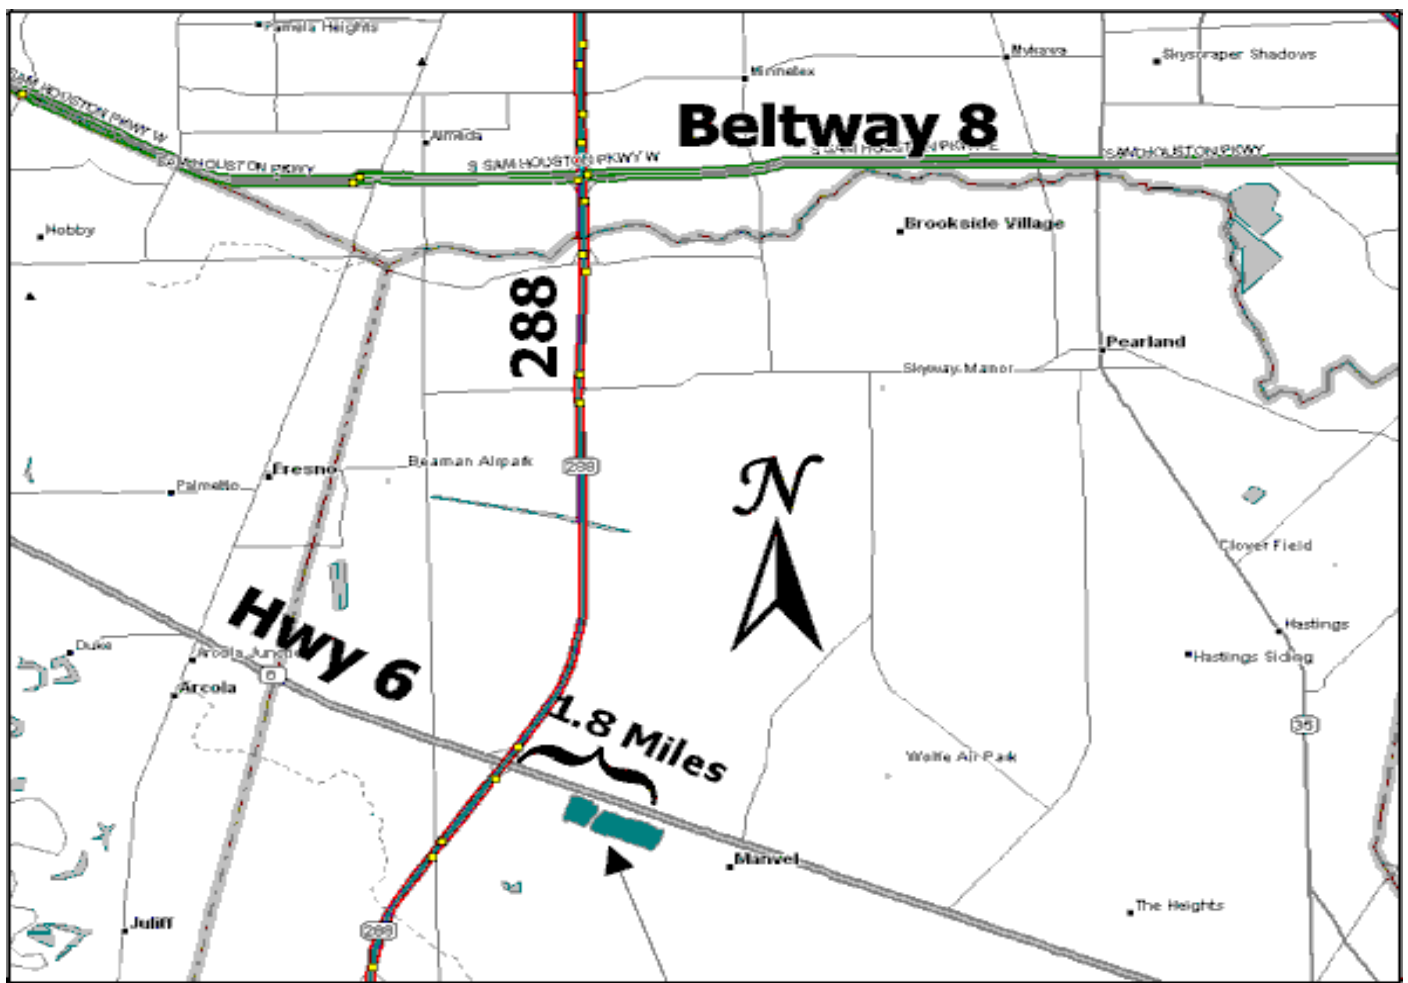 Pamela Heights
Mykawa
Skyscraper Shadows
Minnetex
SAM HOUSTON PKWY W
Beltway 8
Almeda
S SAM HOUSTON PKWY W
S SAM HOUSTON PKWY E
SAM HOUSTON PKWY
SAM HOUSTON PKWY
Hobby
Brookside Village
288
Pearland
Skyway Manor
Fresno
Beaman Airpark
288
N
Palmetto
Clover Field
Hwy 6
Hastings
Duke
Arcola Junction
Hastings Siding
6
Arcola
1.8 Miles
35
Wolfe Air Park
Manvel
The Heights
Juliff
288